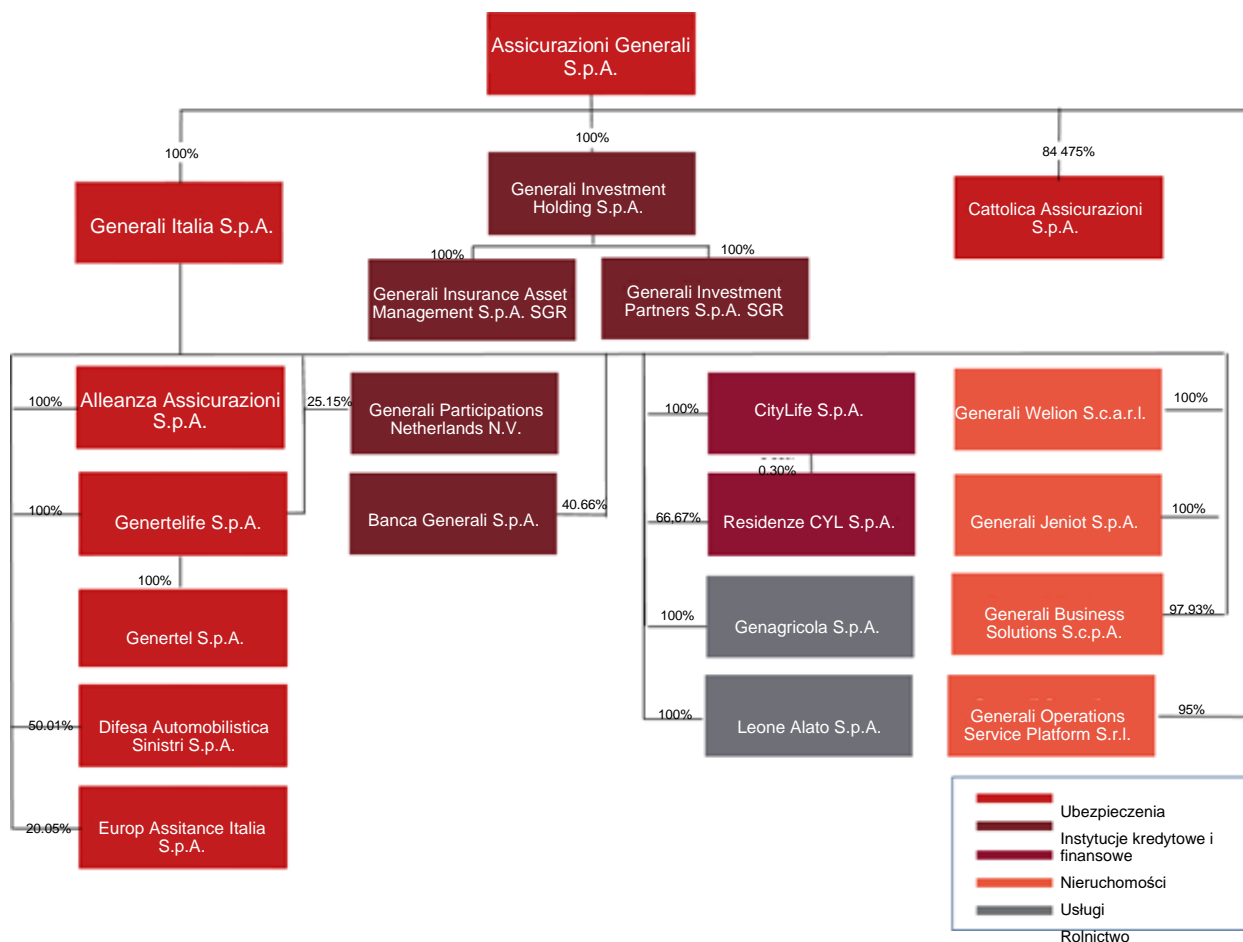 Assicurazioni Generali
S.p.A.
100%
100%
84 475%
Generali Italia S.p.A.
Generali Investment
Holding S.p.A.
Cattolica Assicurazioni
S.p.A.
100%
100%
Generali Insurance Asset
Management S.p.A. SGR
Generali Investment
Partners S.p.A. SGR
100%
Alleanza Assicurazioni
S.p.A.
25.15%
Generali Participations
Netherlands N.V.
100%
CityLife S.p.A.
Generali Welion S.c.a.r.l.
100%
0.30%
100%
Genertelife S.p.A.
Banca Generali S.p.A.
40.66%
66,67%
Residenze CYL S.p.A.
Generali Jeniot S.p.A.
100%
100%
Genertel S.p.A.
100%
Genagricola S.p.A.
Generali Business
Solutions S.c.p.A.
97.93%
50.01%
Difesa Automobilistica
Sinistri S.p.A.
100%
Leone Alato S.p.A.
Generali Operations
Service Platform S.r.l.
95%
20.05%
Europ Assitance Italia
S.p.A.
Ubezpieczenia
Instytucje kredytowe i
finansowe
Nieruchomości
Usługi
Rolnictwo